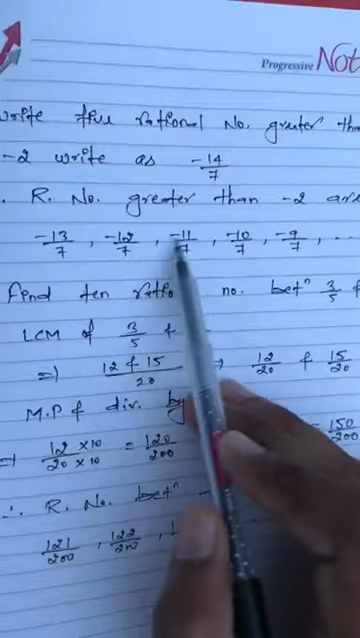 Progressive Not
write five rational No. greater tha
-2 write as -14/7
. R. No. greater than -2 are
-13/7 , -12/7 , -11/7 , -10/7 , -9/7 , ...
Find ten ratio no. betⁿ 3/5 f
LCM of 3/5 f
=) 12 f 15/20 → 12/20 f 15/20
M.P f div. by
⇒ 12 ×10/20 ×10 = 120/200 = 150/200
∴ R. No. betⁿ
121/200 , 122/200 ,